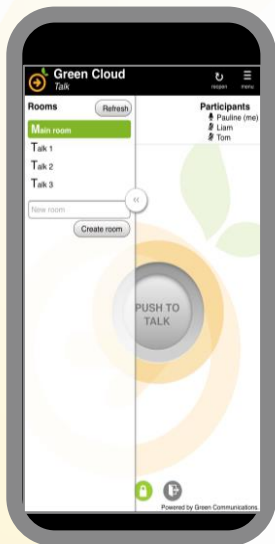 Green Cloud
Talk
reopen
menu
Rooms
Refresh
Main room
Talk 1
Talk 2
Talk 3
New room
Create room
Participants
Pauline (me)
Liam
Tom
PUSH TO
TALK
Powered by Green Communications